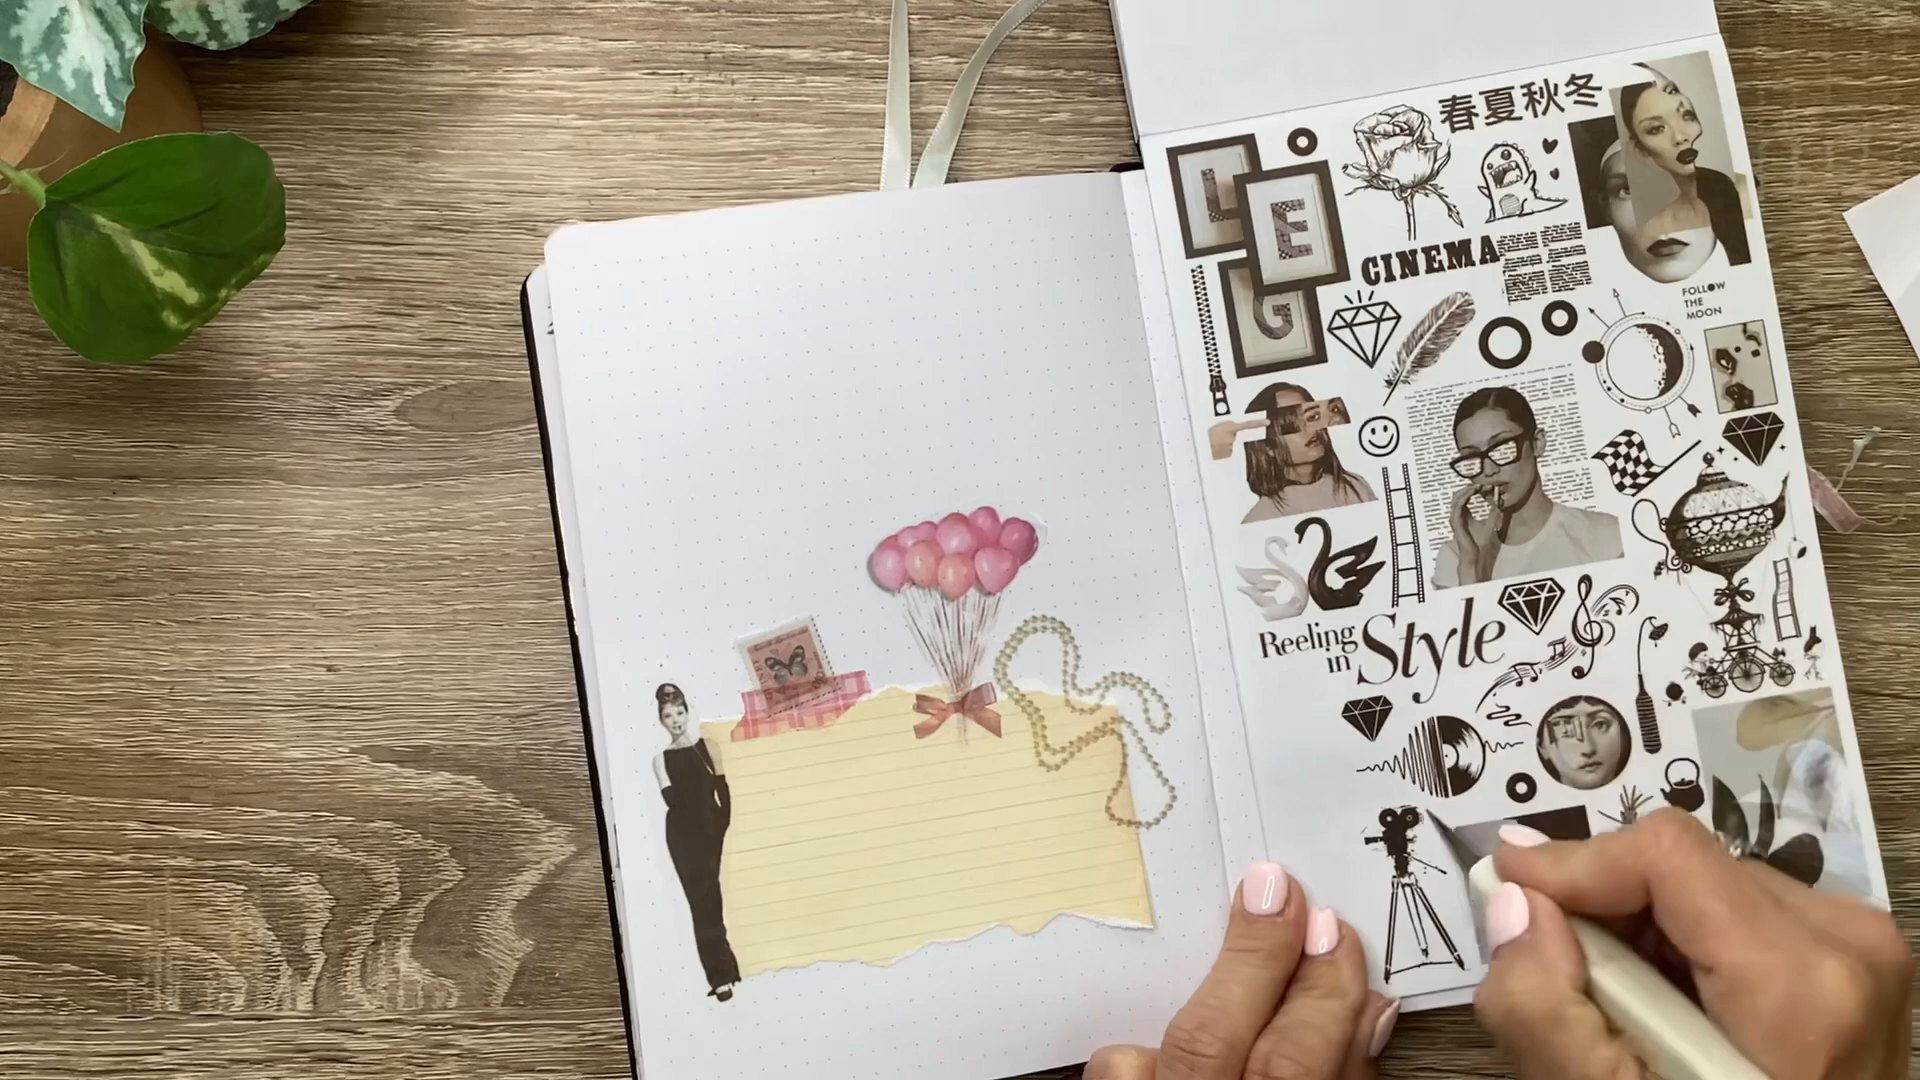 春夏秋冬
L
E
G
CINEMA
FOLLOW
THE
MOON
Reeling
in Style